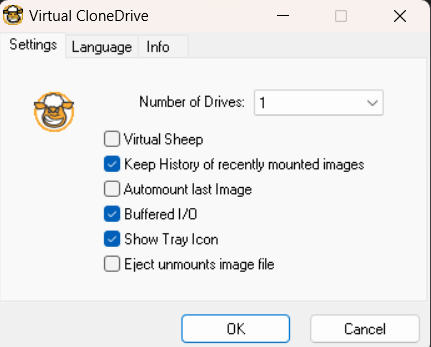 Virtual CloneDrive
Settings Language Info
Number of Drives: 1
Virtual Sheep
Keep History of recently mounted images
Automount last Image
Buffered I/O
Show Tray Icon
Eject unmounts image file
OK Cancel